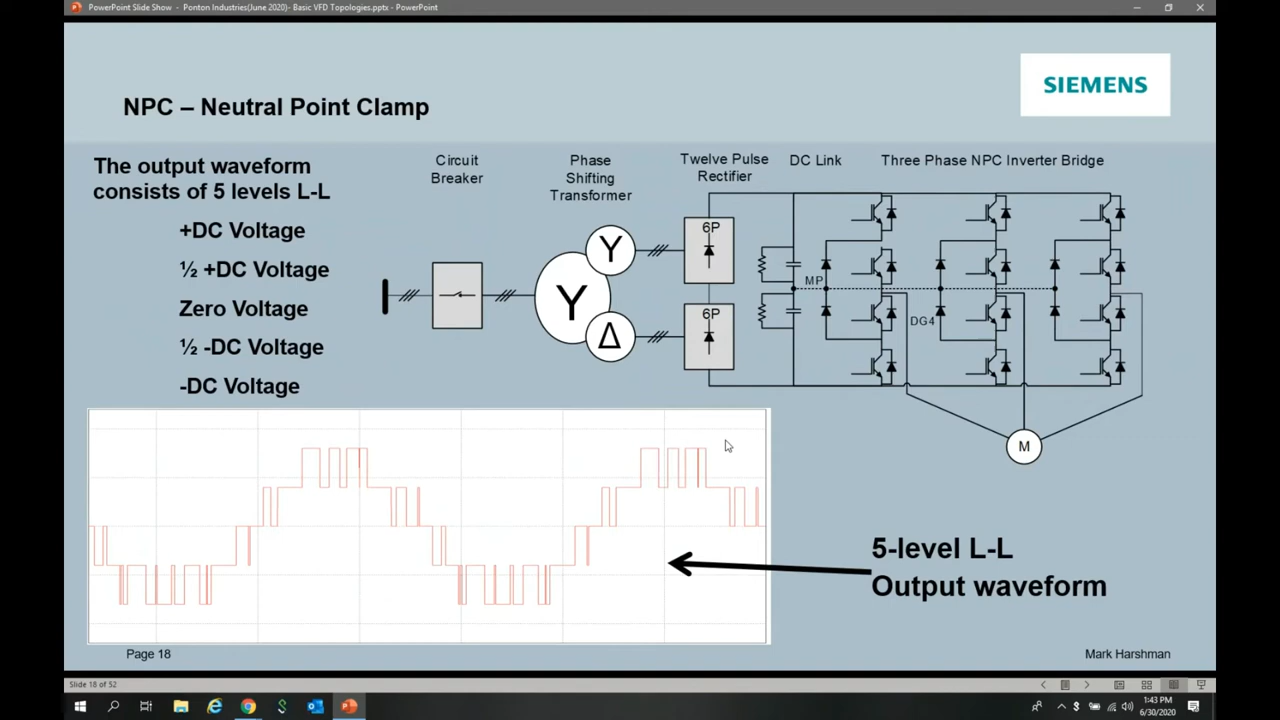 PowerPoint Slide Show - Ponton Industries(June 2020)- Basic VFD Topologies.pptx - PowerPoint
SIEMENS
NPC – Neutral Point Clamp
The output waveform
consists of 5 levels L-L
+DC Voltage
½ +DC Voltage
Zero Voltage
½ -DC Voltage
-DC Voltage
Circuit
Breaker
Phase
Shifting
Transformer
Twelve Pulse
Rectifier
DC Link
Three Phase NPC Inverter Bridge
Y
Y
Δ
6P
6P
MP
DG4
M
5-level L-L
Output waveform
Page 18
Mark Harshman
Slide 18 of 52
1:43 PM
6/30/2020